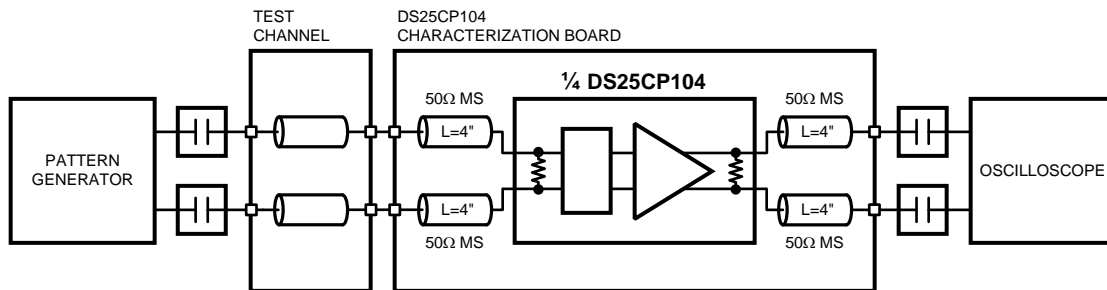 TEST
CHANNEL
DS25CP104
CHARACTERIZATION BOARD
¼ DS25CP104
50Ω MS
50Ω MS
L=4"
L=4"
PATTERN
GENERATOR
OSCILLOSCOPE
L=4"
L=4"
50Ω MS
50Ω MS